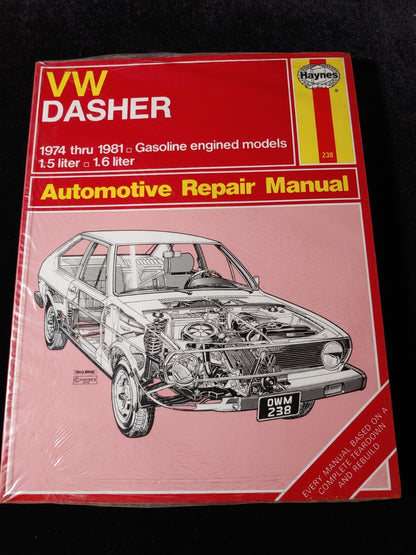 VW
DASHER
Haynes
®
1974 thru 1981 □ Gasoline engined models
1.5 liter □ 1.6 liter
238
Automotive Repair Manual
OWM
238
EVERY MANUAL BASED ON A
COMPLETE TEARDOWN
AND REBUILD